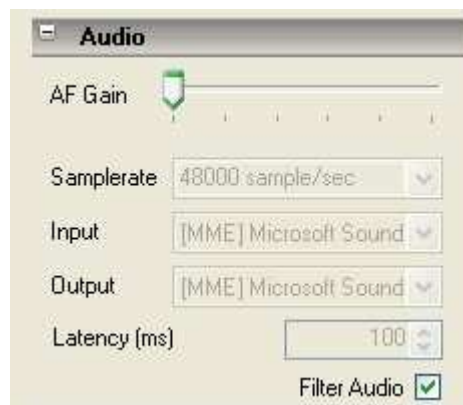 Audio
AF Gain
Samplerate 48000 sample/sec
Input [MME] Microsoft Sound
Output [MME] Microsoft Sound
Latency (ms) 100
Filter Audio